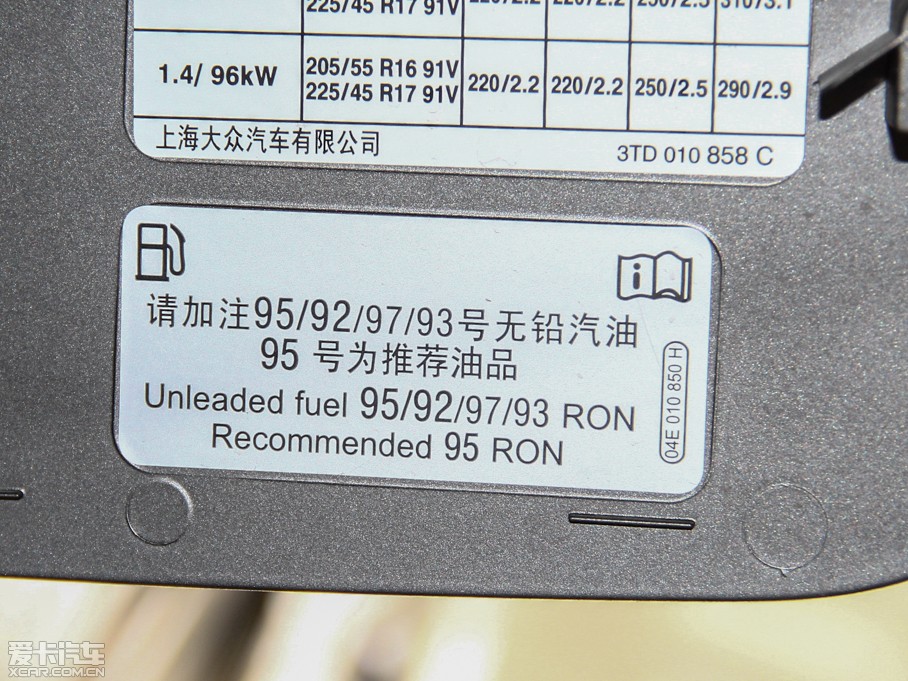 225/45 R17 91V
1.4/ 96kW 205/55 R16 91V 220/2.2 220/2.2 250/2.5 290/2.9
225/45 R17 91V
上海大众汽车有限公司 3TD 010 858 C
请加注95/92/97/93号无铅汽油
95 号为推荐油品
Unleaded fuel 95/92/97/93 RON
Recommended 95 RON
04E 010 850 H
爱卡汽车
XCAR.COM.CN